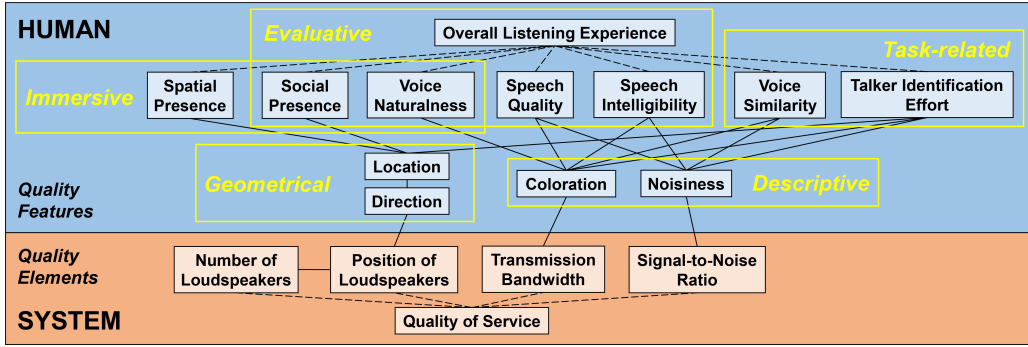 HUMAN
Evaluative
Overall Listening Experience
Task-related
Immersive
Spatial
Presence
Social
Presence
Voice
Naturalness
Speech
Quality
Speech
Intelligibility
Voice
Similarity
Talker Identification
Effort
Geometrical
Location
Direction
Coloration
Noisiness
Descriptive
Quality
Features
Quality
Elements
Number of
Loudspeakers
Position of
Loudspeakers
Transmission
Bandwidth
Signal-to-Noise
Ratio
SYSTEM
Quality of Service